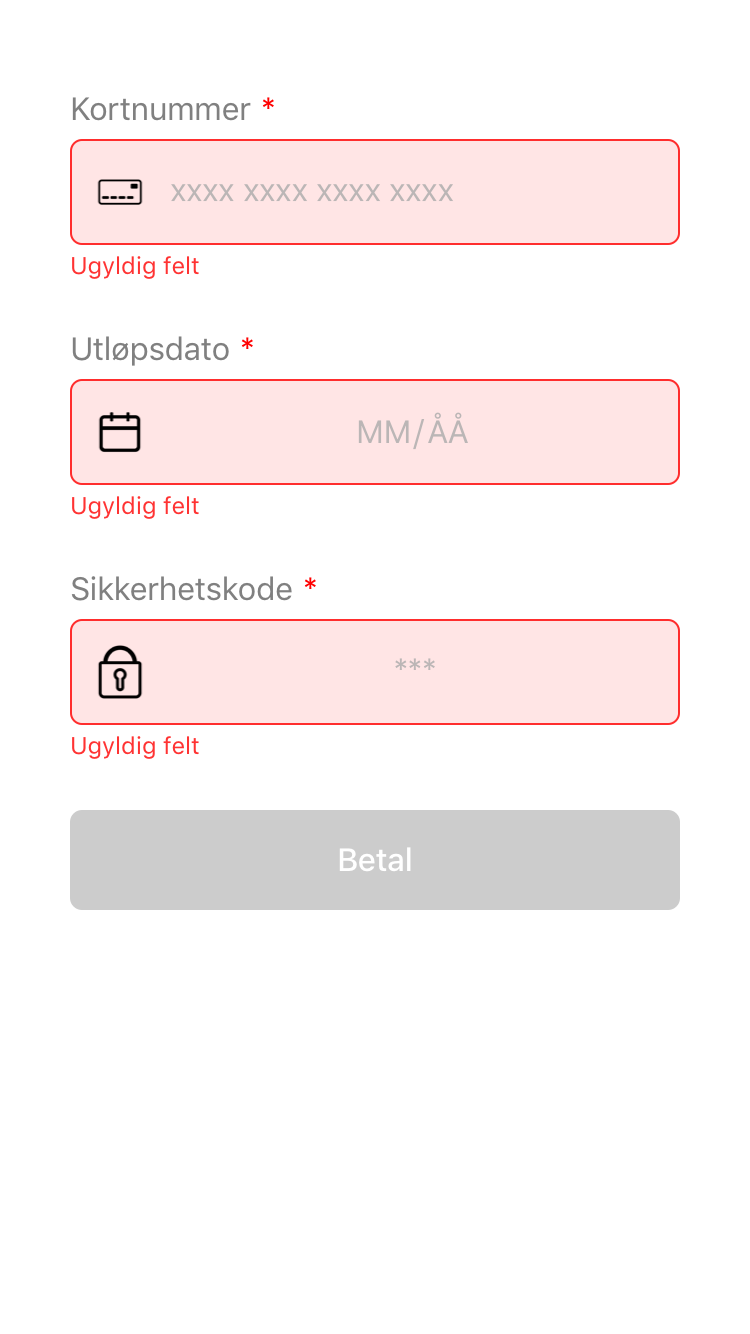 Kortnummer *
xxxx xxxx xxxx xxxx
Ugyldig felt
Utløpsdato *
MM/ÅÅ
Ugyldig felt
Sikkerhetskode *
***
Ugyldig felt
Betal